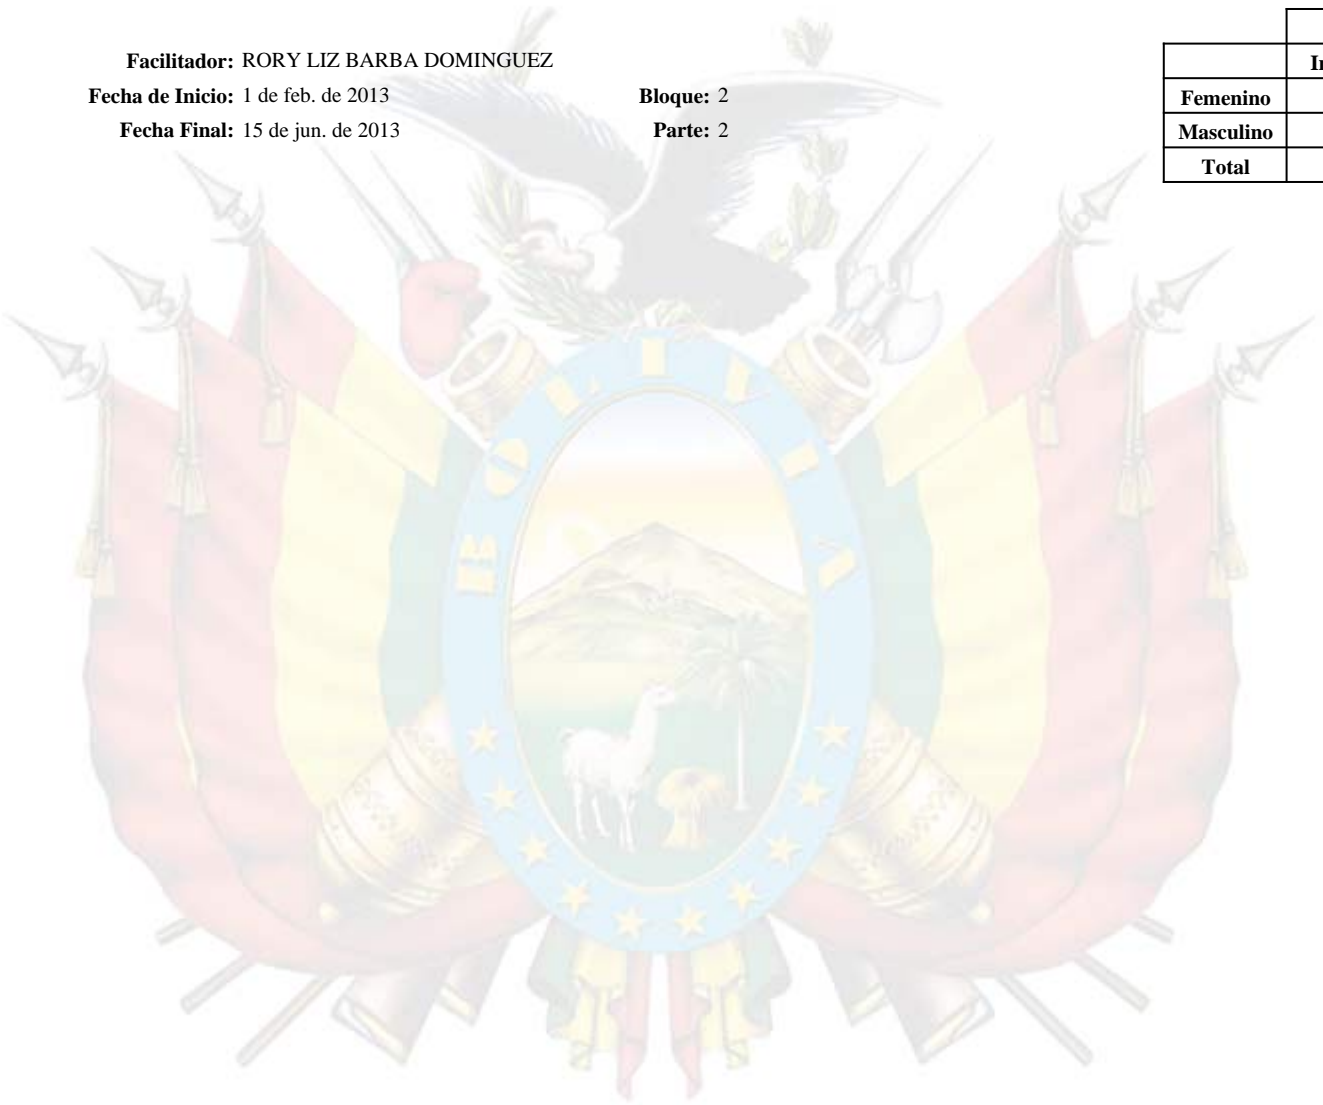 Facilitador: RORY LIZ BARBA DOMINGUEZ
Fecha de Inicio: 1 de feb. de 2013 Bloque: 2
Fecha Final: 15 de jun. de 2013 Parte: 2
Femenino
Masculino
Total
BOLIVIA